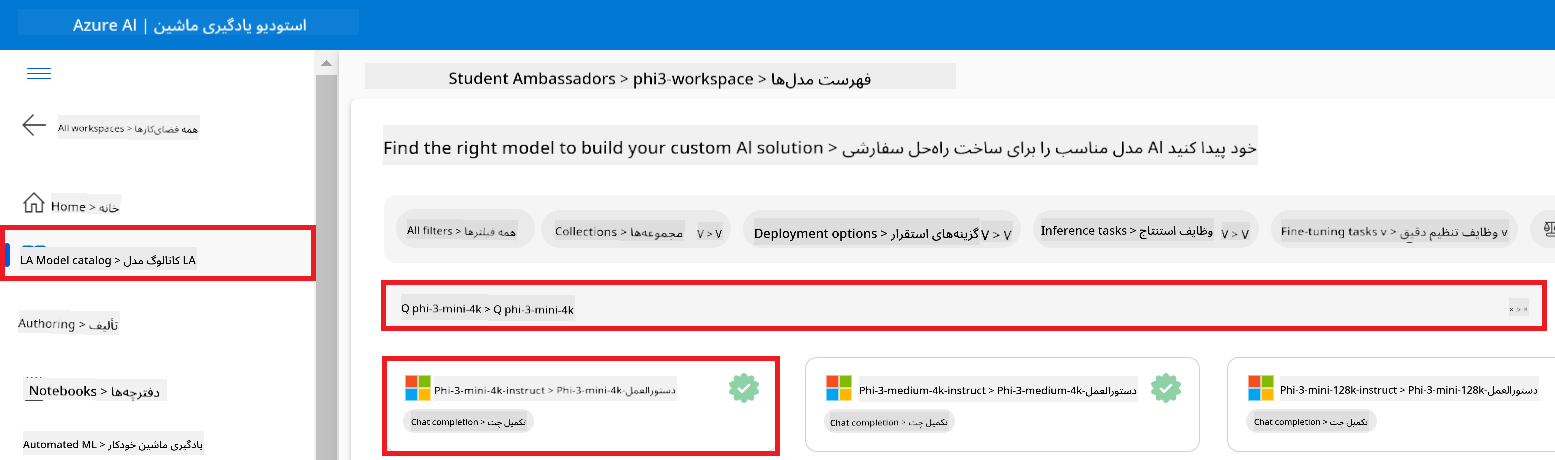 استودیو یادگیری ماشین | Azure AI
Student Ambassadors > phi3-workspace > فهرست مدل‌ها
All workspaces > همه فضای‌کارها
Find the right model to build your custom AI solution > خود پیدا کنید AI مدل مناسب را برای ساخت راه‌حل سفارشی
Home > خانه
All filters > همه فیلترها
Collections > مجموعه‌ها
V > V
Deployment options > گزینه‌های استقرار
V > V
Inference tasks > وظایف استنتاج
V > V
Fine-tuning tasks v > وظایف تنظیم دقیق v
LA Model catalog > کاتالوگ مدل LA
Q phi-3-mini-4k > Q phi-3-mini-4k
× > ×
Authoring > تألیف
Notebooks > دفترچه‌ها
Phi-3-mini-4k-instruct > Phi-3-mini-4k-دستورالعمل
Phi-3-medium-4k-instruct > Phi-3-medium-4k-دستورالعمل
Phi-3-mini-128k-instruct > Phi-3-mini-128k-دستورالعمل
Chat completion > تکمیل چت
Chat completion > تکمیل چت
Chat completion > تکمیل چت
Automated ML > یادگیری ماشین خودکار